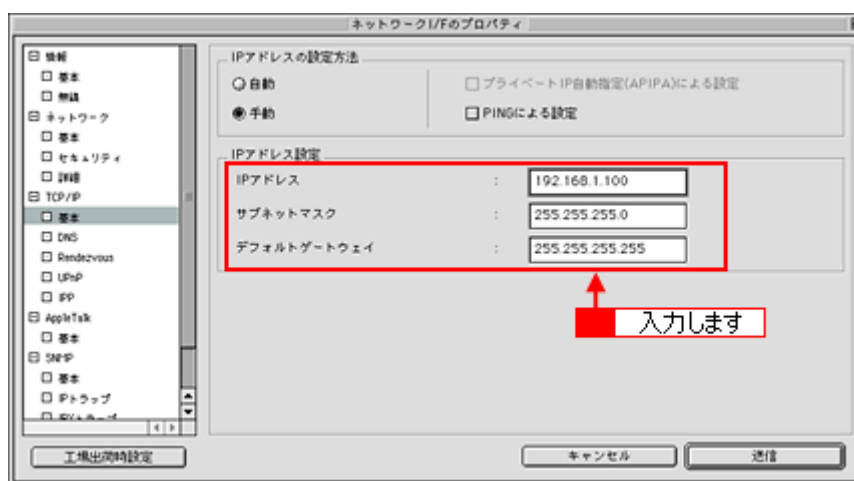 ネットワークI/Fのプロパティ
情報
基本
無線
ネットワーク
基本
セキュリティ
詳細
TCP/IP
基本
DNS
Rendezvous
UPnP
IPP
AppleTalk
基本
SNMP
基本
IPトラップ
IPXトラップ
工場出荷時設定
IPアドレスの設定方法
自動
プライベートIP自動指定(APIPA)による設定
手動
PINGによる設定
IPアドレス設定
IPアドレス : 192.168.1.100
サブネットマスク : 255.255.255.0
デフォルトゲートウェイ : 255.255.255.255
入力します
キャンセル
送信